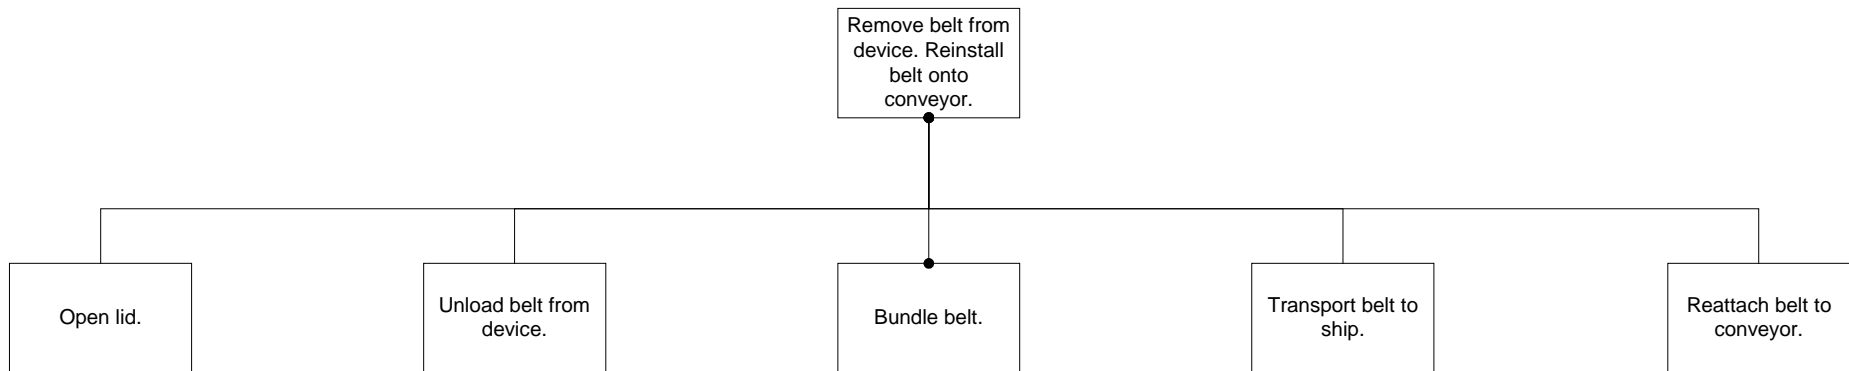 Remove belt from
device. Reinstall
belt onto
conveyor.
Open lid.
Unload belt from
device.
Bundle belt.
Transport belt to
ship.
Reattach belt to
conveyor.